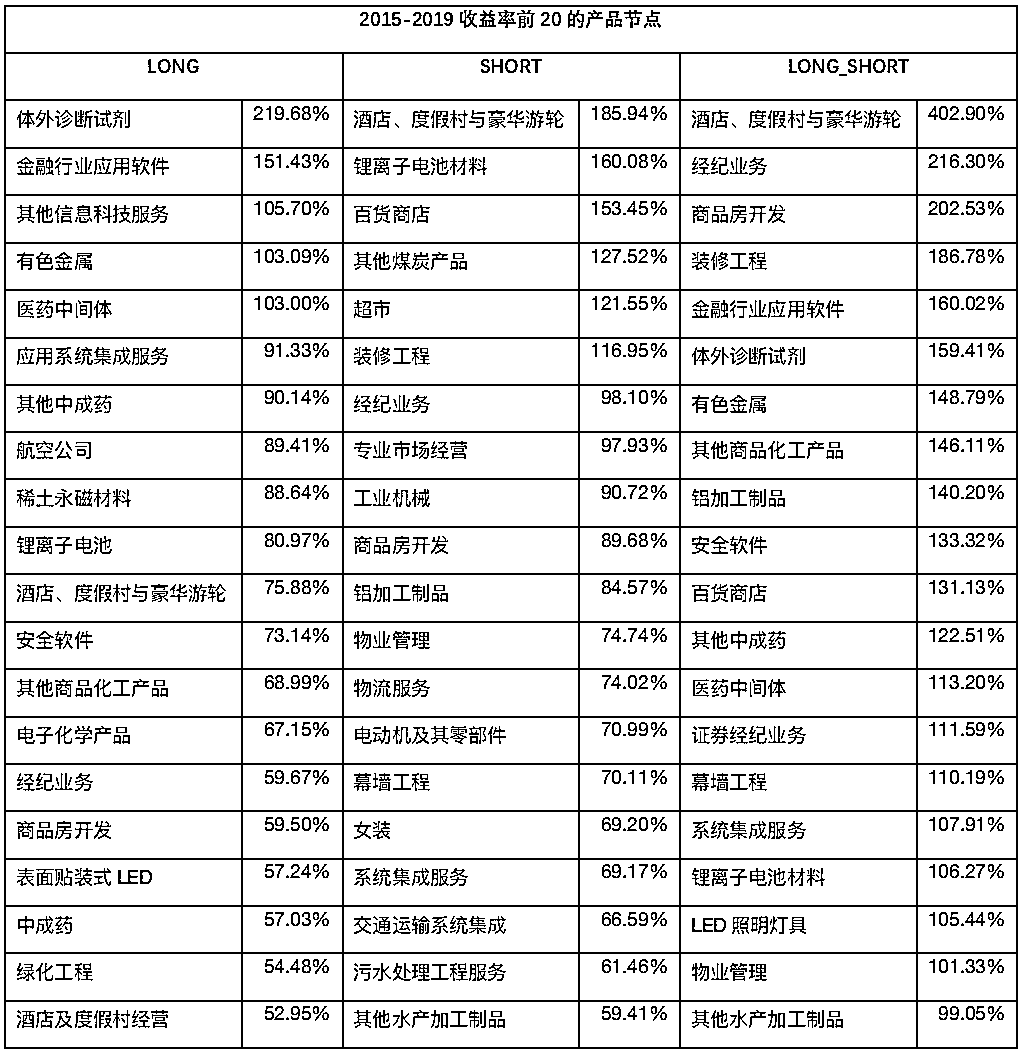 2015-2019 收益率前 20 的产品节点
LONG SHORT LONG_SHORT
体外诊断试剂 219.68% 酒店、度假村与豪华游轮 185.94% 酒店、度假村与豪华游轮 402.90%
金融行业应用软件 151.43% 锂离子电池材料 160.08% 经纪业务 216.30%
其他信息科技服务 105.70% 百货商店 153.45% 商品房开发 202.53%
有色金属 103.09% 其他煤炭产品 127.52% 装修工程 186.78%
医药中间体 103.00% 超市 121.55% 金融行业应用软件 160.02%
应用系统集成服务 91.33% 装修工程 116.95% 体外诊断试剂 159.41%
其他中成药 90.14% 经纪业务 98.10% 有色金属 148.79%
航空公司 89.41% 专业市场经营 97.93% 其他商品化工产品 146.11%
稀土永磁材料 88.64% 工业机械 90.72% 铝加工制品 140.20%
锂离子电池 80.97% 商品房开发 89.68% 安全软件 133.32%
酒店、度假村与豪华游轮 75.88% 铝加工制品 84.57% 百货商店 131.13%
安全软件 73.14% 物业管理 74.74% 其他中成药 122.51%
其他商品化工产品 68.99% 物流服务 74.02% 医药中间体 113.20%
电子化学产品 67.15% 电动机及其零部件 70.99% 证券经纪业务 111.59%
经纪业务 59.67% 幕墙工程 70.11% 幕墙工程 110.19%
商品房开发 59.50% 女装 69.20% 系统集成服务 107.91%
表面贴装式 LED 57.24% 系统集成服务 69.17% 锂离子电池材料 106.27%
中成药 57.03% 交通运输系统集成 66.59% LED 照明灯具 105.44%
绿化工程 54.48% 污水处理工程服务 61.46% 物业管理 101.33%
酒店及度假村经营 52.95% 其他水产加工制品 59.41% 其他水产加工制品 99.05%